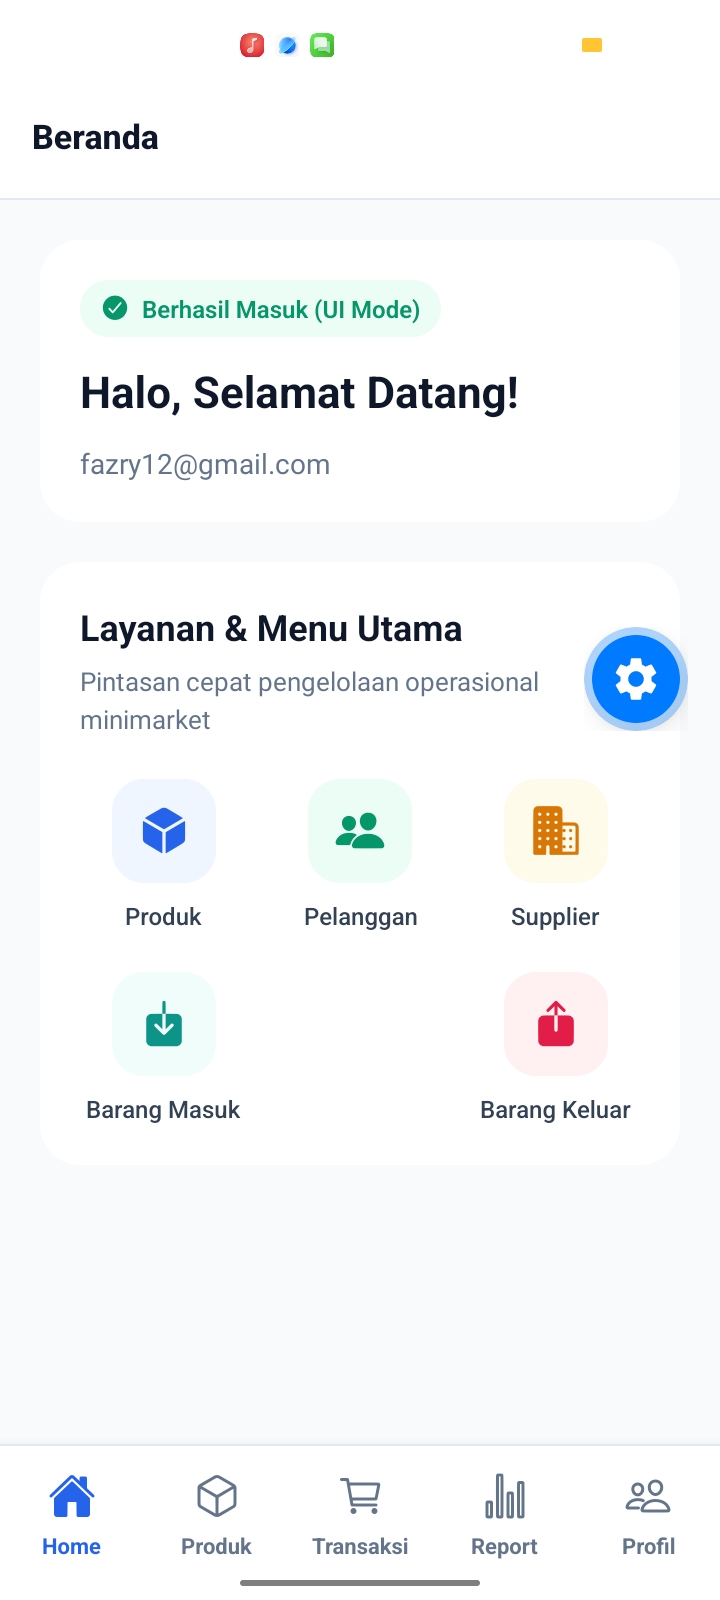 Beranda
Berhasil Masuk (UI Mode)
Halo, Selamat Datang!
fazry12@gmail.com
Layanan & Menu Utama
Pintasan cepat pengelolaan operasional
minimarket
Produk
Pelanggan
Supplier
Barang Masuk
Barang Keluar
Home
Produk
Transaksi
Report
Profil